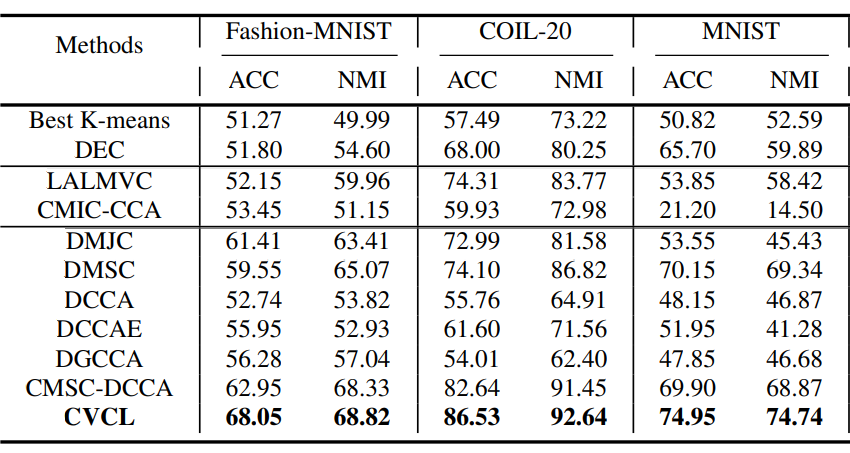 Methods Fashion-MNIST COIL-20 MNIST
ACC NMI ACC NMI ACC NMI
Best K-means 51.27 49.99 57.49 73.22 50.82 52.59
DEC 51.80 54.60 68.00 80.25 65.70 59.89
LALMVC 52.15 59.96 74.31 83.77 53.85 58.42
CMIC-CCA 53.45 51.15 59.93 72.98 21.20 14.50
DMJC 61.41 63.41 72.99 81.58 53.55 45.43
DMSC 59.55 65.07 74.10 86.82 70.15 69.34
DCCA 52.74 53.82 55.76 64.91 48.15 46.87
DCCAE 55.95 52.93 61.60 71.56 51.95 41.28
DGCCA 56.28 57.04 54.01 62.40 47.85 46.68
CMSC-DCCA 62.95 68.33 82.64 91.45 69.90 68.87
CVCL 68.05 68.82 86.53 92.64 74.95 74.74